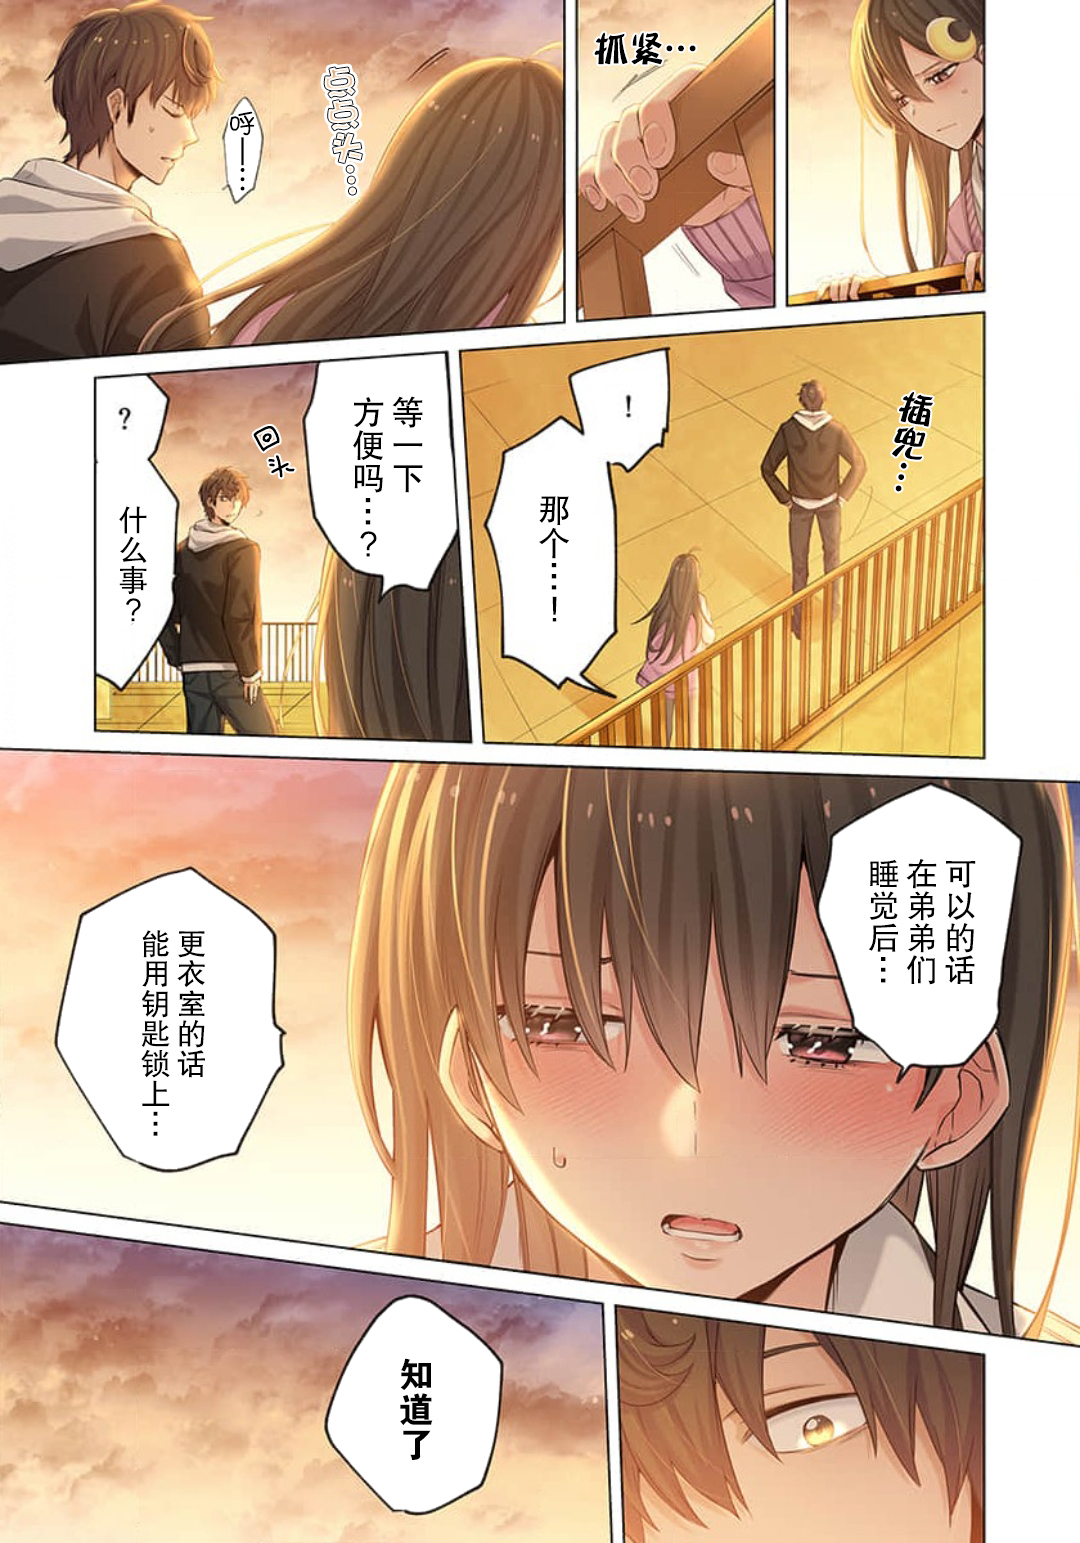 抓紧…
点点头…
呼——……
插兜…
！
那个……！
等一下
方便吗……？
回头
？
什么事？
可以的话
在弟弟们
睡觉后…
更衣室的话
能用钥匙锁上…
知道了